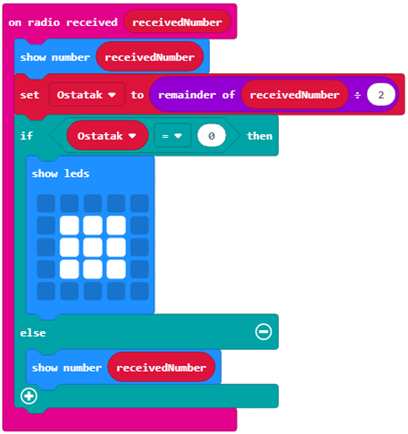 on radio received receivedNumber
show number receivedNumber
set Ostatak to remainder of receivedNumber ÷ 2
if Ostatak = 0 then
show leds
else
show number receivedNumber